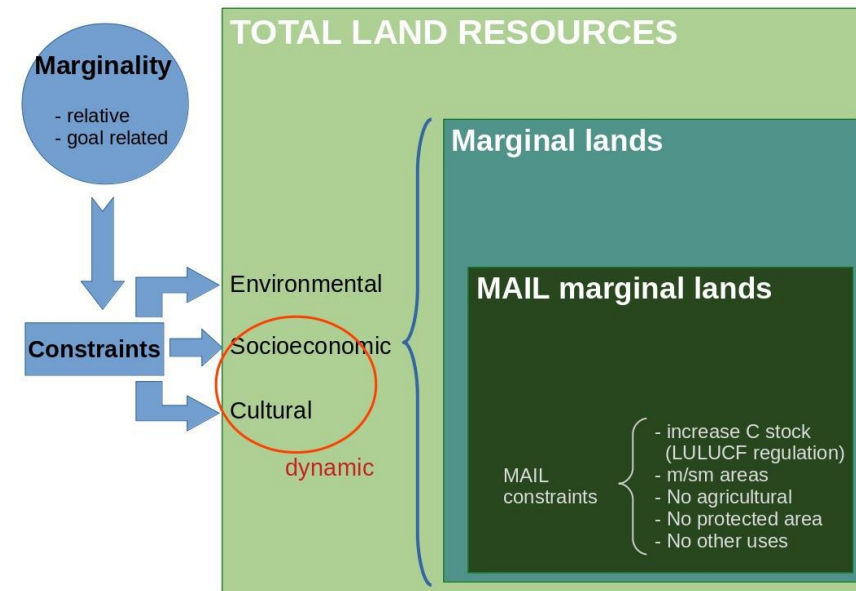 TOTAL LAND RESOURCES
Marginality
- relative
- goal related
Marginal lands
MAIL marginal lands
Environmental
Constraints
Socioeconomic
Cultural
dynamic
MAIL
constraints
- increase C stock
(LULUCF regulation)
- m/sm areas
- No agricultural
- No protected area
- No other uses